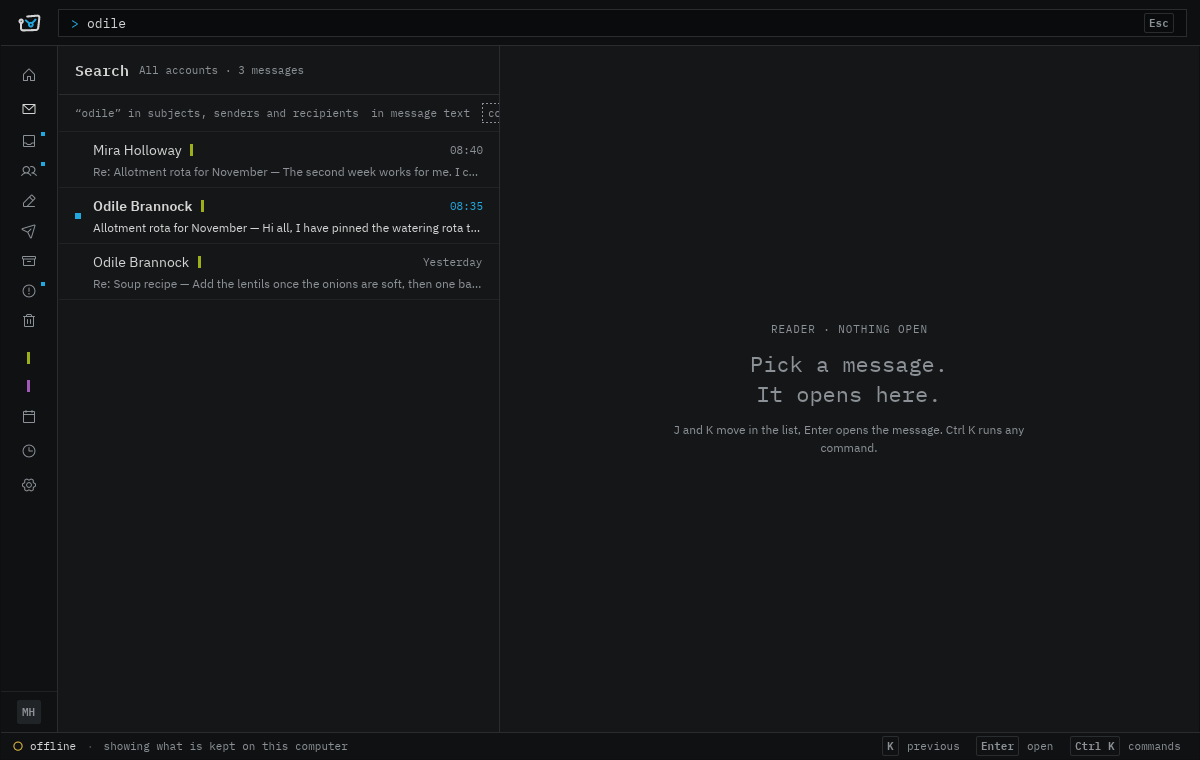 > odile Esc
Search All accounts · 3 messages
“odile” in subjects, senders and recipients in message text
Mira Holloway 08:40
Re: Allotment rota for November — The second week works for me. I c...
Odile Brannock 08:35
Allotment rota for November — Hi all, I have pinned the watering rota t...
Odile Brannock Yesterday
Re: Soup recipe — Add the lentils once the onions are soft, then one ba...
READER · NOTHING OPEN
Pick a message.
It opens here.
J and K move in the list, Enter opens the message. Ctrl K runs any
command.
MH
offline · showing what is kept on this computer K previous Enter open Ctrl K commands